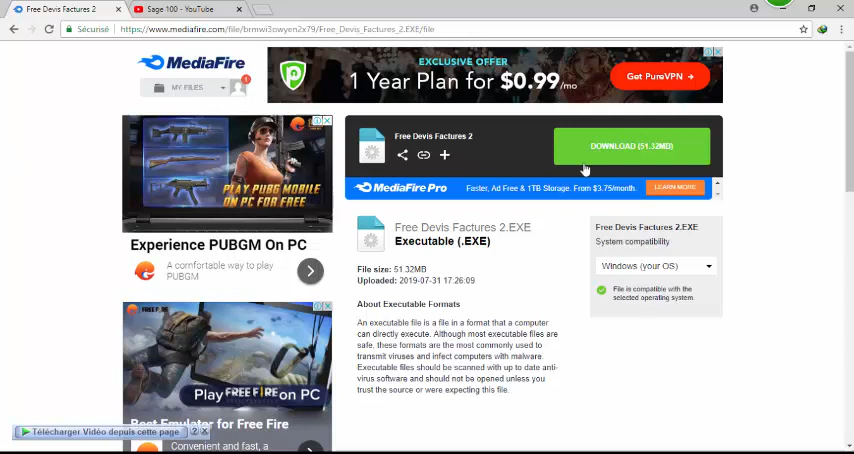 Free Devis Factures 2
Sage 100 - YouTube
Sécurisé
https://www.mediafire.com/file/brmwi3owyen2x79/Free_Devis_Factures_2.EXE/file
MediaFire
MY FILES
1
EXCLUSIVE OFFER
1 Year Plan for $0.99/mo
Get PurevPN →
PLAY PUBG MOBILE
ON PC FOR FREE
Experience PUBGM On PC
A comfortable way to play
PUBGM
Free Devis Factures 2
DOWNLOAD (51.32MB)
MediaFire Pro
Faster, Ad Free & 1TB Storage. From $3.75/month.
LEARN MORE
Free Devis Factures 2.EXE
Executable (.EXE)
File size: 51.32MB
Uploaded: 2019-07-31 17:26:09
About Executable Formats
An executable file is a file in a format that a computer
can directly execute. Although most executable files are
safe, these formats are the most commonly used to
transmit viruses and infect computers with malware.
Executable files should be scanned with up to date anti-
virus software and should not be opened unless you
trust the source or were expecting this file.
Free Devis Factures 2.EXE
System compatibility
Windows (your OS)
File is compatible with the
selected operating system.
FREE FIRE
Play FREE FIRE on PC
Best Emulator for Free Fire
Convenient and fast, a
Télécharger Vidéo depuis cette page
? X